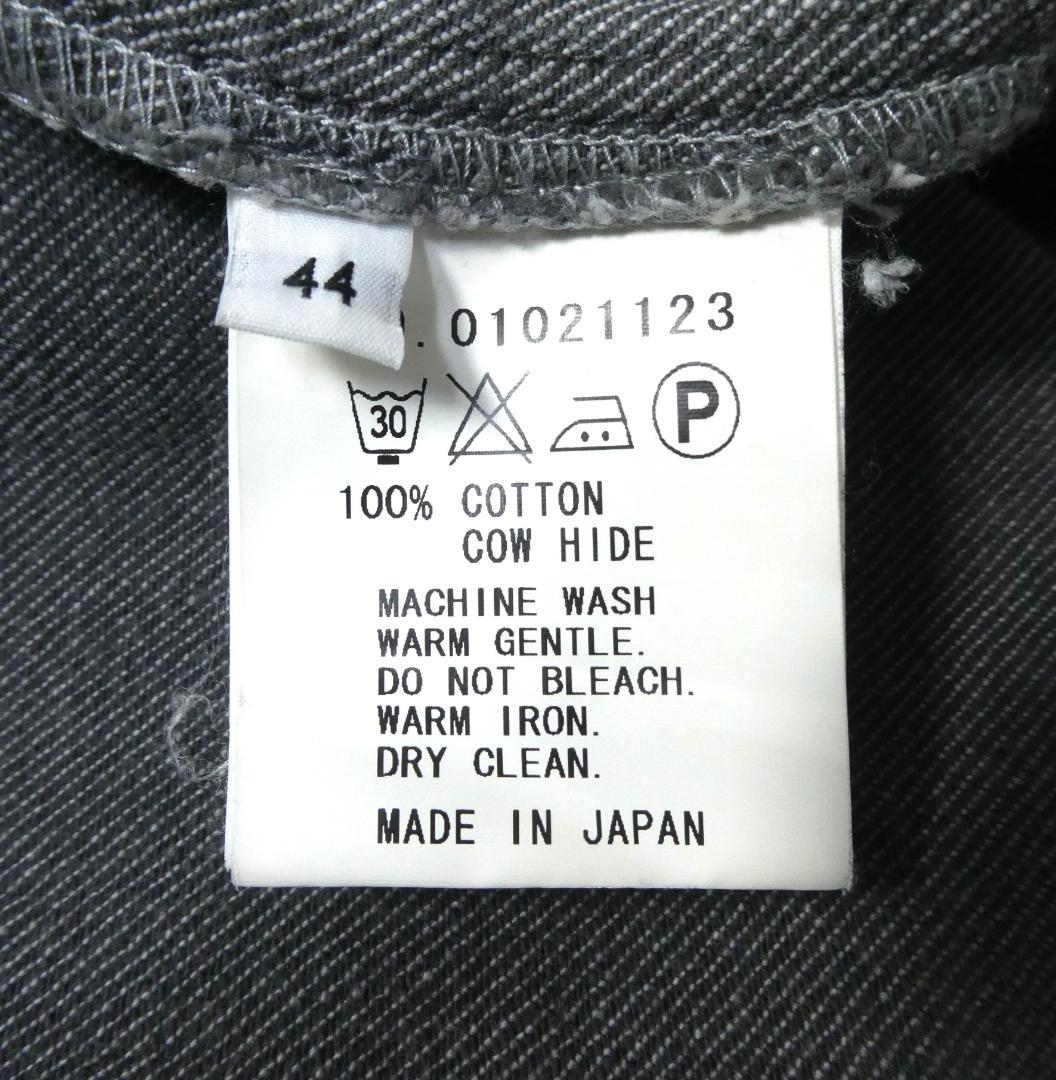 44
. 01021123
30
P
100% COTTON
COW HIDE
MACHINE WASH
WARM GENTLE.
DO NOT BLEACH.
WARM IRON.
DRY CLEAN.
MADE IN JAPAN